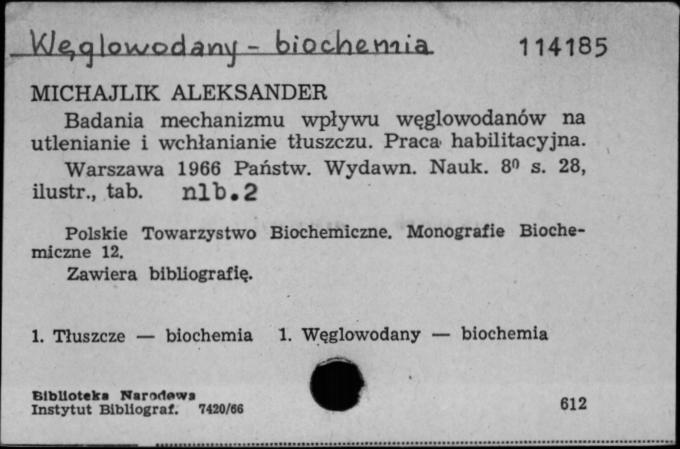 Węglowodany - biochemia 114185
MICHAJLIK ALEKSANDER
Badania mechanizmu wpływu węglowodanów na
utlenianie i wchłanianie tłuszczu. Praca habilitacyjna.
Warszawa 1966 Państw. Wydawn. Nauk. 8⁰ s. 28,
ilustr., tab. nlb.2
Polskie Towarzystwo Biochemiczne. Monografie Bioche-
miczne 12.
Zawiera bibliografię.
1. Tłuszcze — biochemia 1. Węglowodany — biochemia
Biblioteka Narodowa
Instytut Bibliograf. 7420/66 612